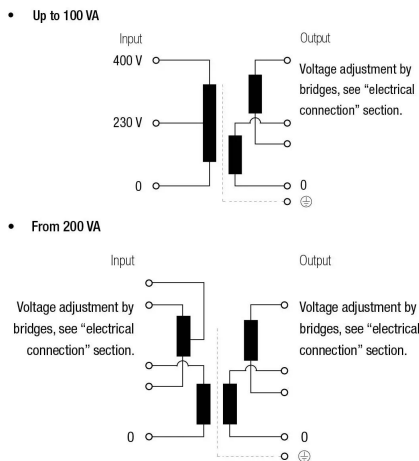 • Up to 100 VA
Input
Output
400 V
Voltage adjustment by
bridges, see “electrical
connection” section.
230 V
0
0
• From 200 VA
Input
Output
Voltage adjustment by
bridges, see “electrical
connection” section.
Voltage adjustment by
bridges, see “electrical
connection” section.
0
0